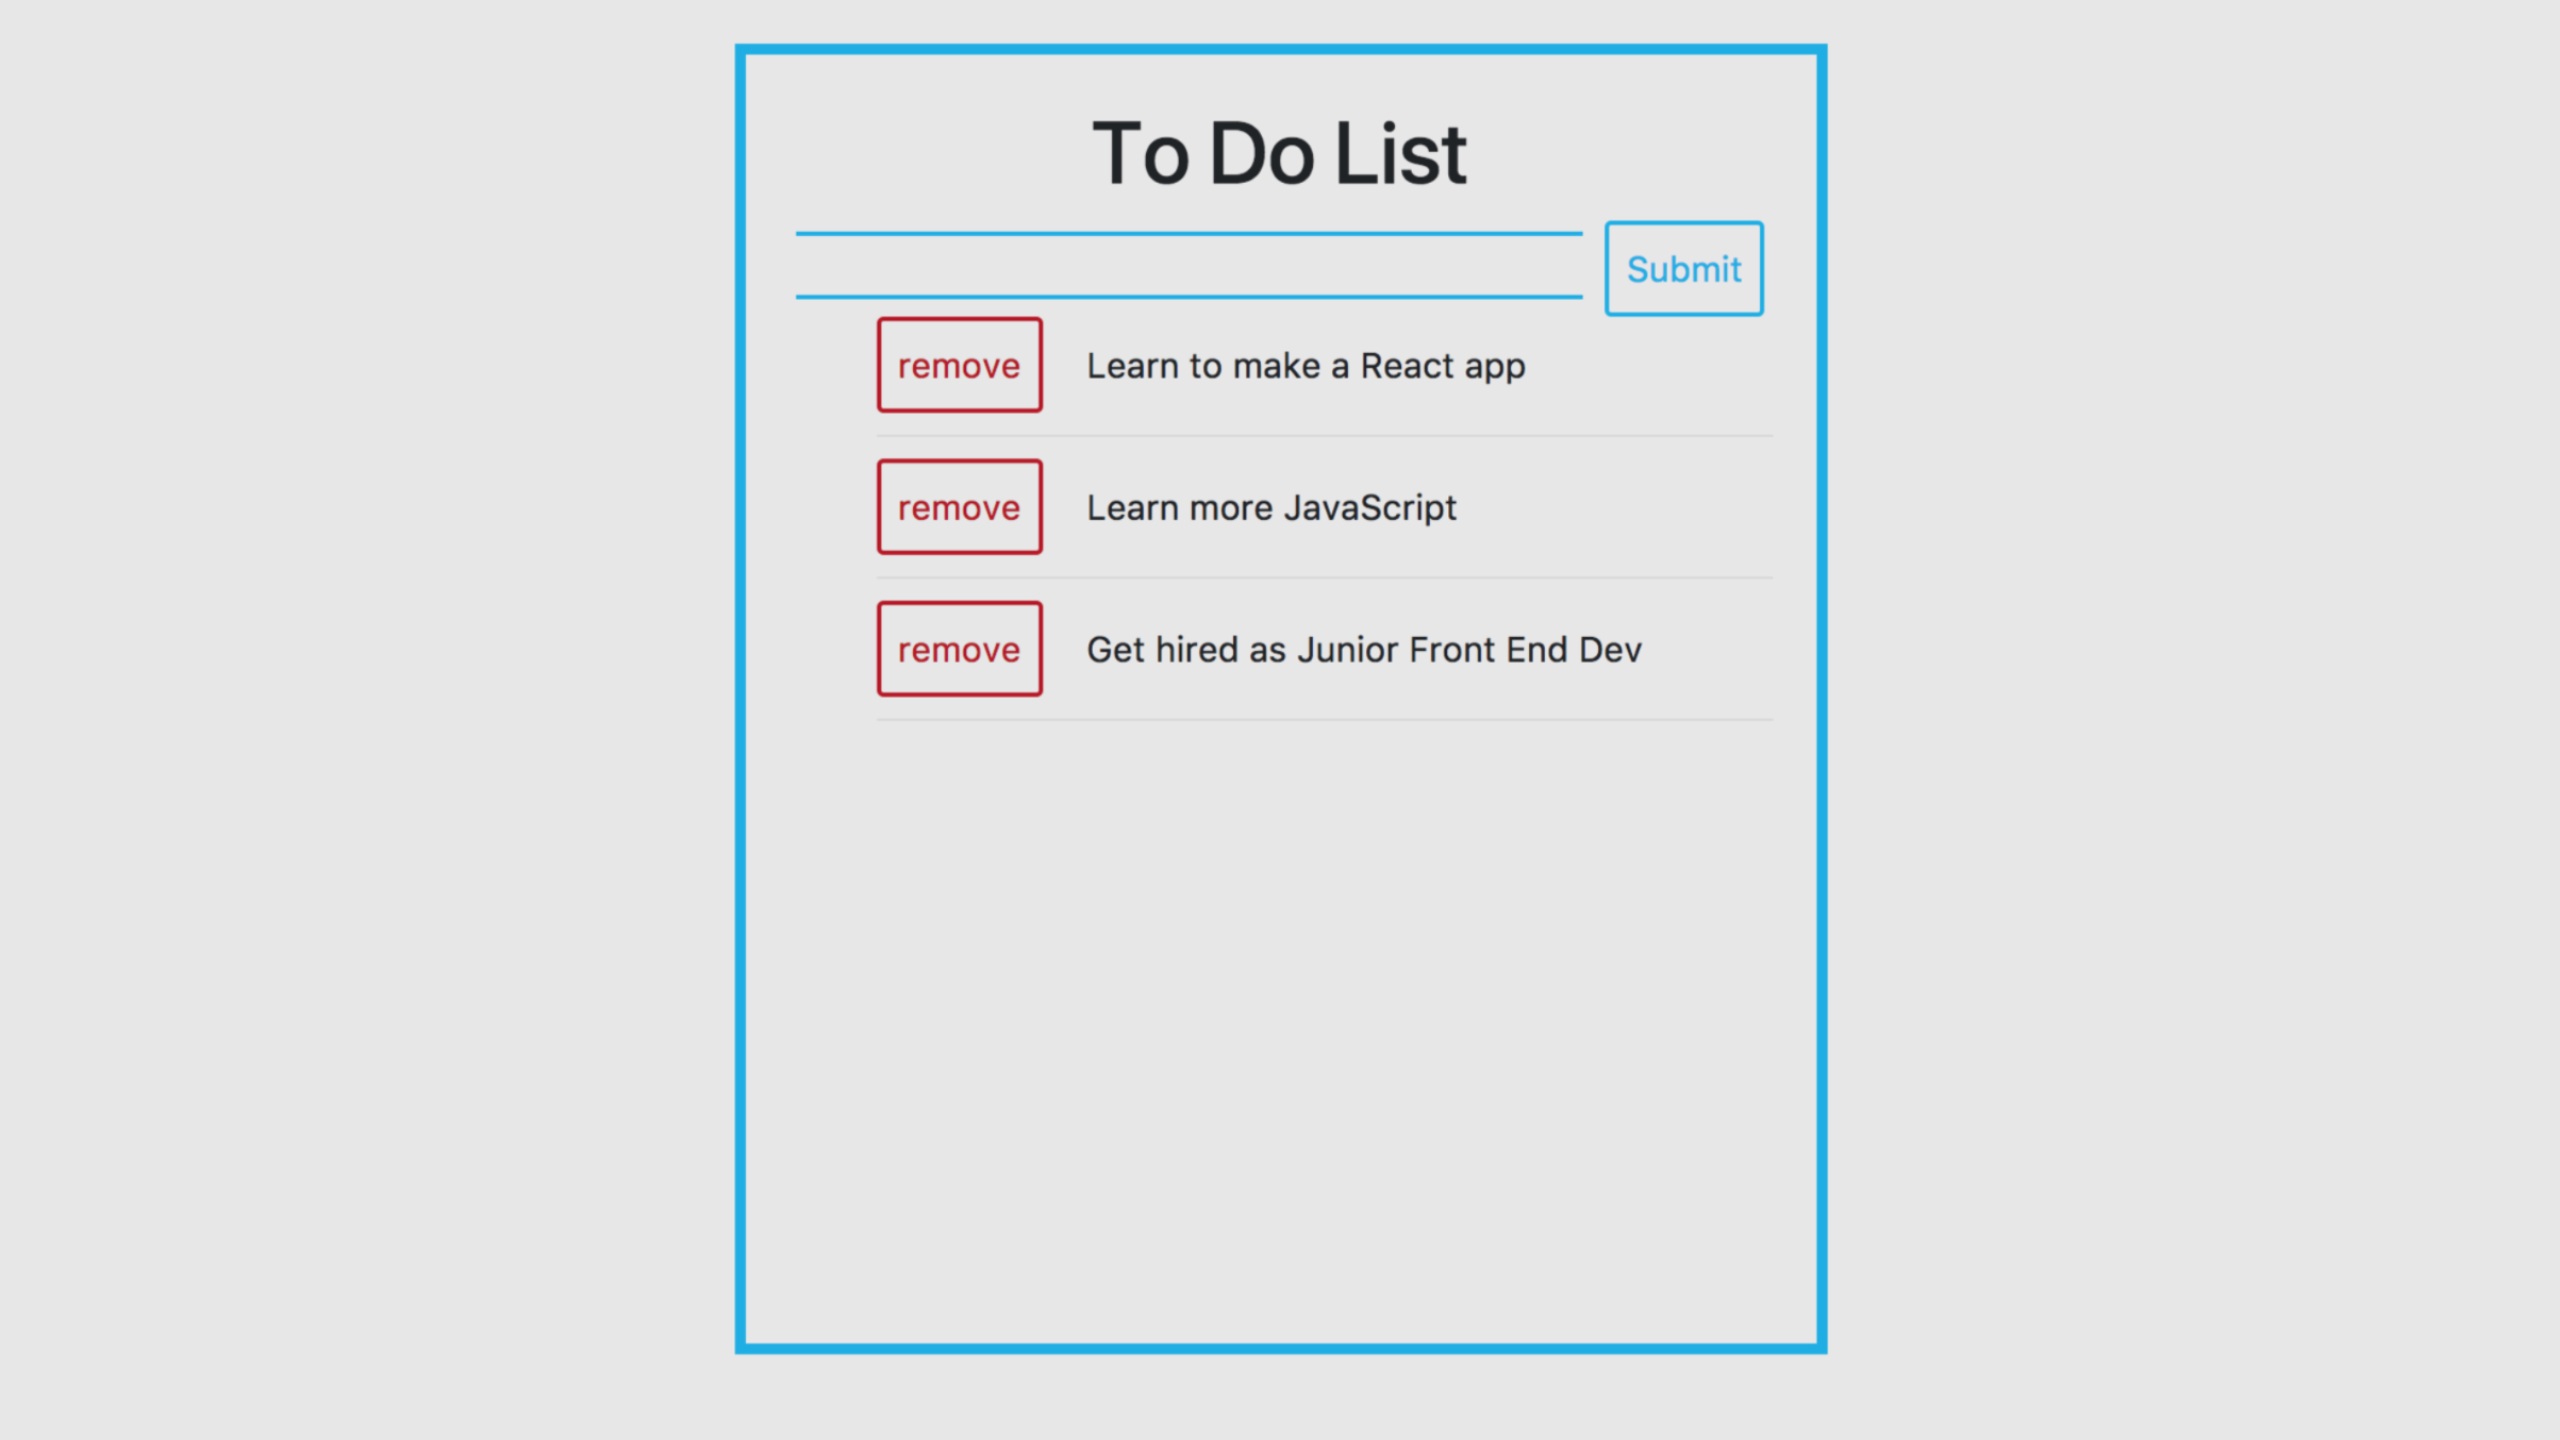 To Do List
Submit
remove Learn to make a React app
remove Learn more JavaScript
remove Get hired as Junior Front End Dev